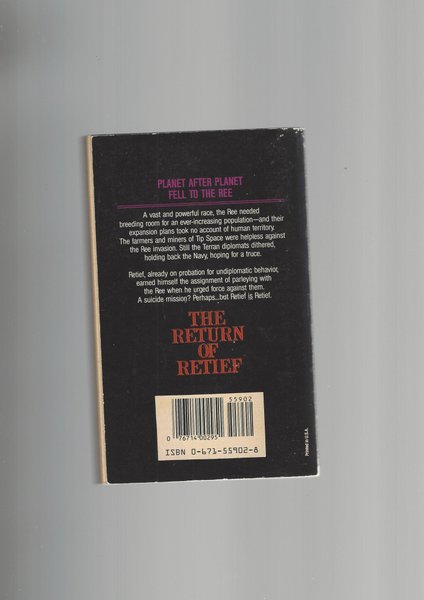 PLANET AFTER PLANET
FELL TO THE REE
A vast and powerful race, the Ree needed
breeding room for an ever-increasing population—and their
expansion plans took no account of human territory.
The farmers and miners of Tip Space were helpless against
the Ree invasion. Still the Terran diplomats dithered,
holding back the Navy, hoping for a truce.
Retief, already on probation for undiplomatic behavior,
earned himself the assignment of parleying with
the Ree when he urged force against them.
A suicide mission? Perhaps...but Retief is Retief.
THE
RETURN
OF
RETIEF
55902
0 76714 00295
ISBN 0-671-55902-8
Printed in U.S.A.